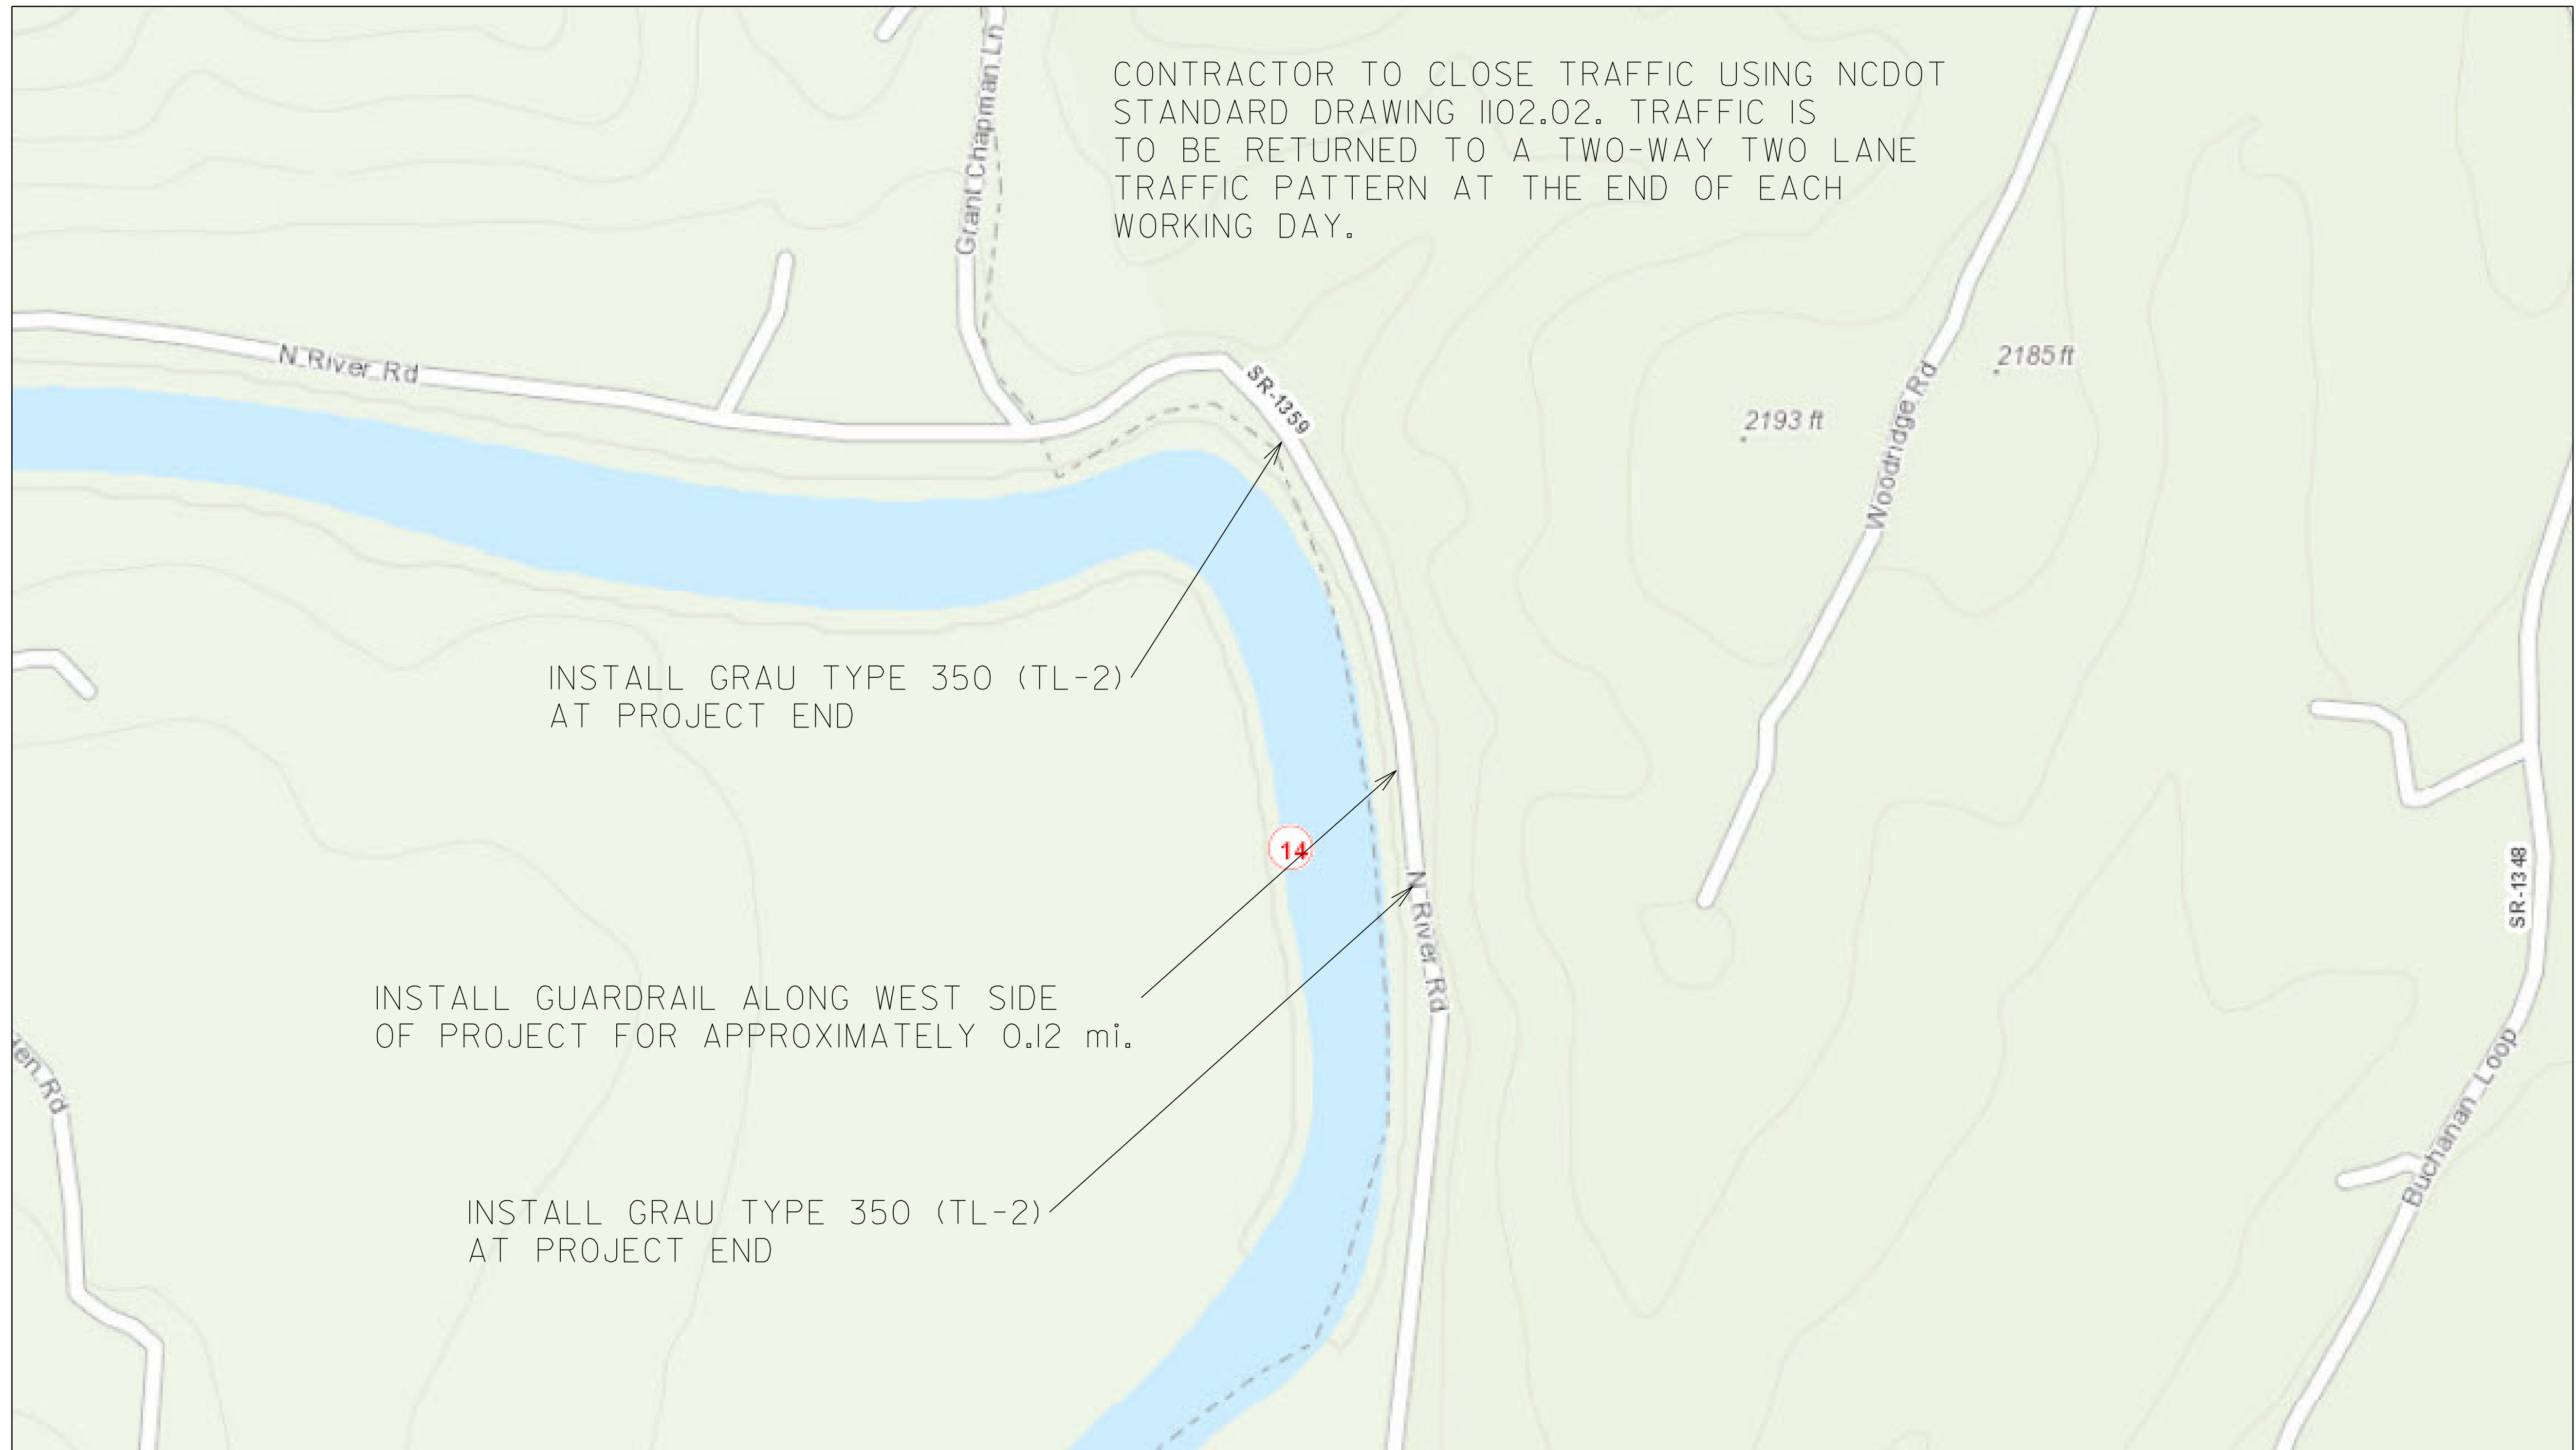 CONTRACTOR TO CLOSE TRAFFIC USING NCDOT
STANDARD DRAWING 1102.02. TRAFFIC IS
TO BE RETURNED TO A TWO-WAY TWO LANE
TRAFFIC PATTERN AT THE END OF EACH
WORKING DAY.
Grant Chapman Ln
N River Rd
SR-1359
2185 ft
2193 ft
Woodridge Rd
INSTALL GRAU TYPE 350 (TL-2)
AT PROJECT END
14
N River Rd
SR-1348
INSTALL GUARDRAIL ALONG WEST SIDE
OF PROJECT FOR APPROXIMATELY 0.12 mi.
Rd
Buchanan Loop
INSTALL GRAU TYPE 350 (TL-2)
AT PROJECT END